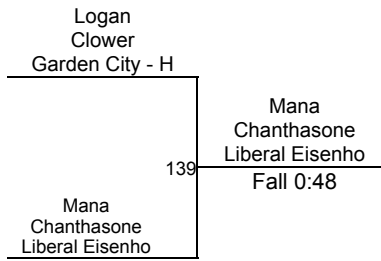 Logan
Clower
Garden City - H
Mana
Chanthasone
Liberal Eisenho
139
Fall 0:48
Mana
Chanthasone
Liberal Eisenho